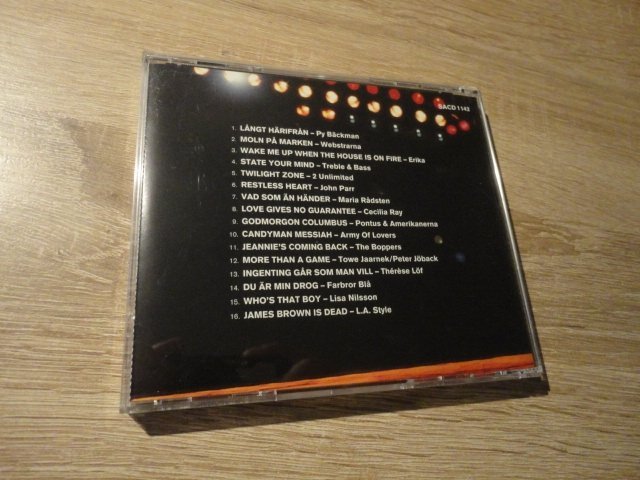 SACD 1143
1. LÅNGT HÄRIFRÅN – Py Bäckman
2. MOLN PÅ MARKEN – Webstrarna
3. WAKE ME UP WHEN THE HOUSE IS ON FIRE – Erika
4. STATE YOUR MIND – Treble & Bass
5. TWILIGHT ZONE – 2 Unlimited
6. RESTLESS HEART – John Parr
7. VAD SOM ÄN HÄNDER – Maria Rådsten
8. LOVE GIVES NO GUARANTEE – Cecilia Ray
9. GODMORGON COLUMBUS – Pontus & Amerikanerna
10. CANDYMAN MESSIAH – Army Of Lovers
11. JEANNIE'S COMING BACK – The Boppers
12. MORE THAN A GAME – Towe Jaarnek/Peter Jöback
13. INGENTING GÅR SOM MAN VILL – Thérèse Löf
14. DU ÄR MIN DROG – Farbror Blå
15. WHO'S THAT BOY – Lisa Nilsson
16. JAMES BROWN IS DEAD – L.A. Style